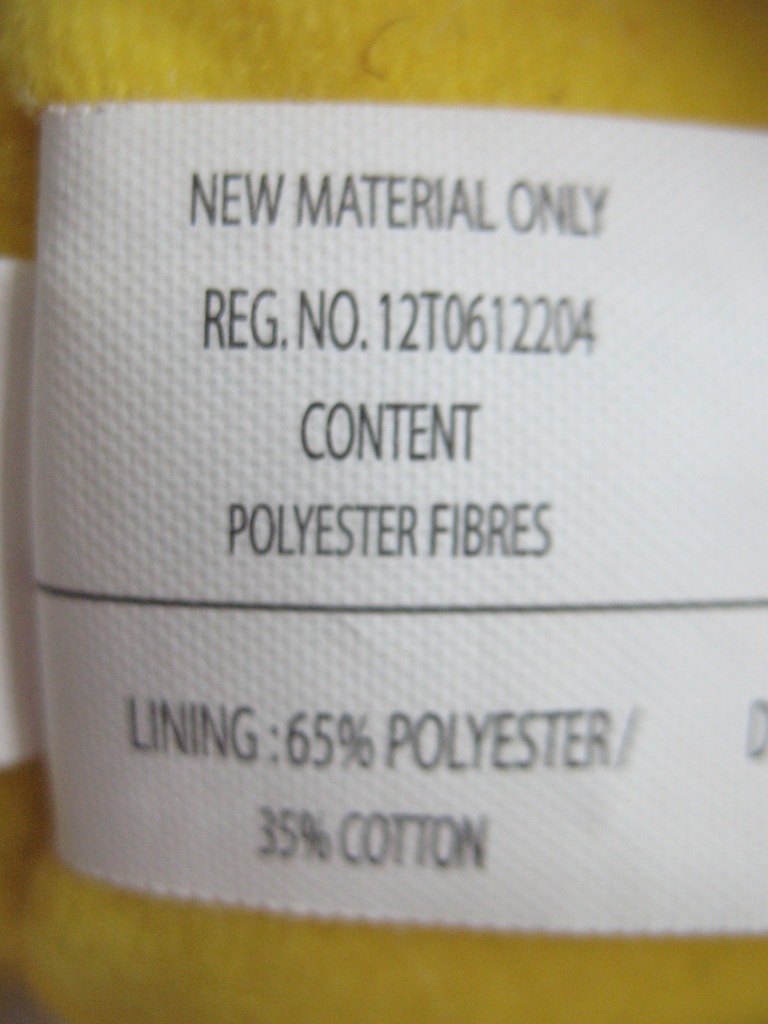 NEW MATERIAL ONLY
REG. NO. 12T0612204
CONTENT
POLYESTER FIBRES
LINING : 65% POLYESTER /
35% COTTON